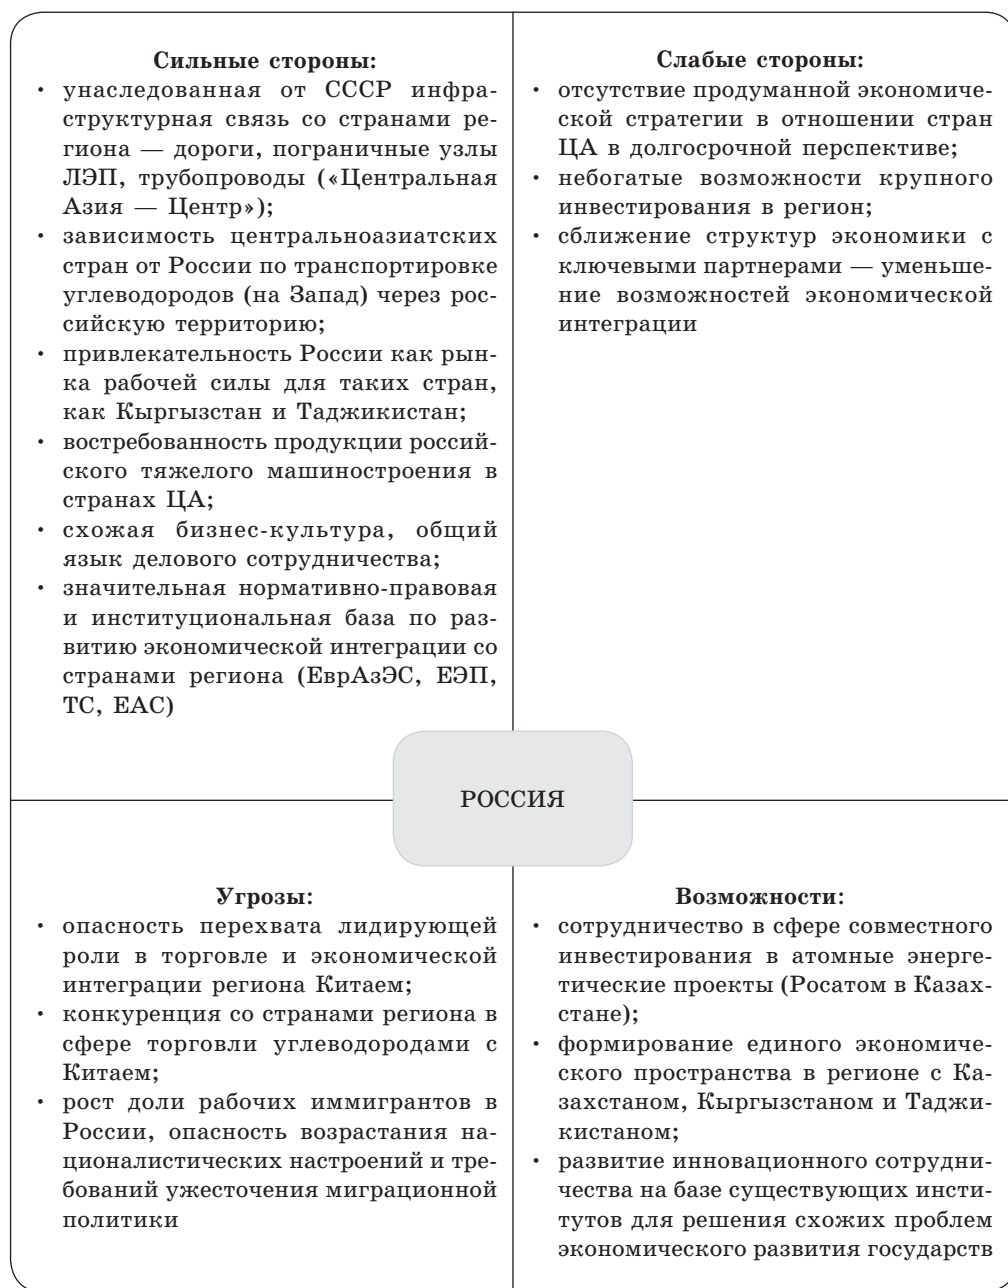 Сильные стороны:
• унаследованная от СССР инфра-
структурная связь со странами ре-
гиона — дороги, пограничные узлы
ЛЭП, трубопроводы («Центральная
Азия — Центр»);
• зависимость центральноазиатских
стран от России по транспортировке
углеводородов (на Запад) через рос-
сийскую территорию;
• привлекательность России как рын-
ка рабочей силы для таких стран,
как Кыргызстан и Таджикистан;
• востребованность продукции россий-
ского тяжелого машиностроения в
странах ЦА;
• схожая бизнес-культура, общий
язык делового сотрудничества;
• значительная нормативно-правовая
и институциональная база по раз-
витию экономической интеграции со
странами региона (ЕврАзЭС, ЕЭП,
ТС, ЕАС)
Слабые стороны:
• отсутствие продуманной экономиче-
ской стратегии в отношении стран
ЦА в долгосрочной перспективе;
• небогатые возможности крупного
инвестирования в регион;
• сближение структур экономики с
ключевыми партнерами — уменьше-
ние возможностей экономической
интеграции
РОССИЯ
Угрозы:
• опасность перехвата лидирующей
роли в торговле и экономической
интеграции региона Китаем;
• конкуренция со странами региона в
сфере торговли углеводородами с
Китаем;
• рост доли рабочих иммигрантов в
России, опасность возрастания на-
ционалистических настроений и тре-
бований ужесточения миграционной
политики
Возможности:
• сотрудничество в сфере совместного
инвестирования в атомные энерге-
тические проекты (Росатом в Казах-
стане);
• формирование единого экономиче-
ского пространства в регионе с Ка-
захстаном, Кыргызстаном и Таджи-
кистаном;
• развитие инновационного сотрудни-
чества на базе существующих инсти-
тутов для решения схожих проблем
экономического развития государств